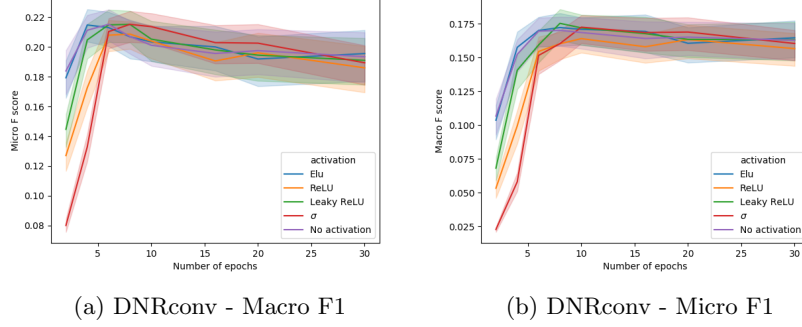 Micro F score
0.22
0.20
0.18
0.16
0.14
0.12
0.10
0.08
activation
Elu
ReLU
Leaky ReLU
σ
No activation
5
10
15
20
25
30
Number of epochs
(a) DNRconv - Macro F1
Macro F score
0.175
0.150
0.125
0.100
0.075
0.050
0.025
activation
Elu
ReLU
Leaky ReLU
σ
No activation
5
10
15
20
25
30
Number of epochs
(b) DNRconv - Micro F1